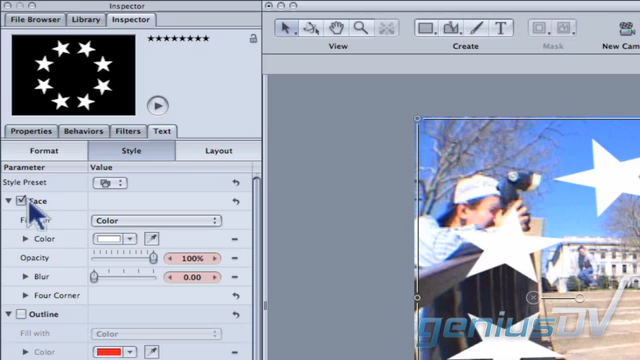 Inspector
File Browser
Library
Inspector
★★★★★★★★
View
Create
Mask
New Cam
Properties
Behaviors
Filters
Text
Format
Style
Layout
Parameter
Value
Style Preset
Face
Color
Color
Opacity
100%
Blur
0.00
Four Corner
Outline
Fill with
Color
Color
geniusDV